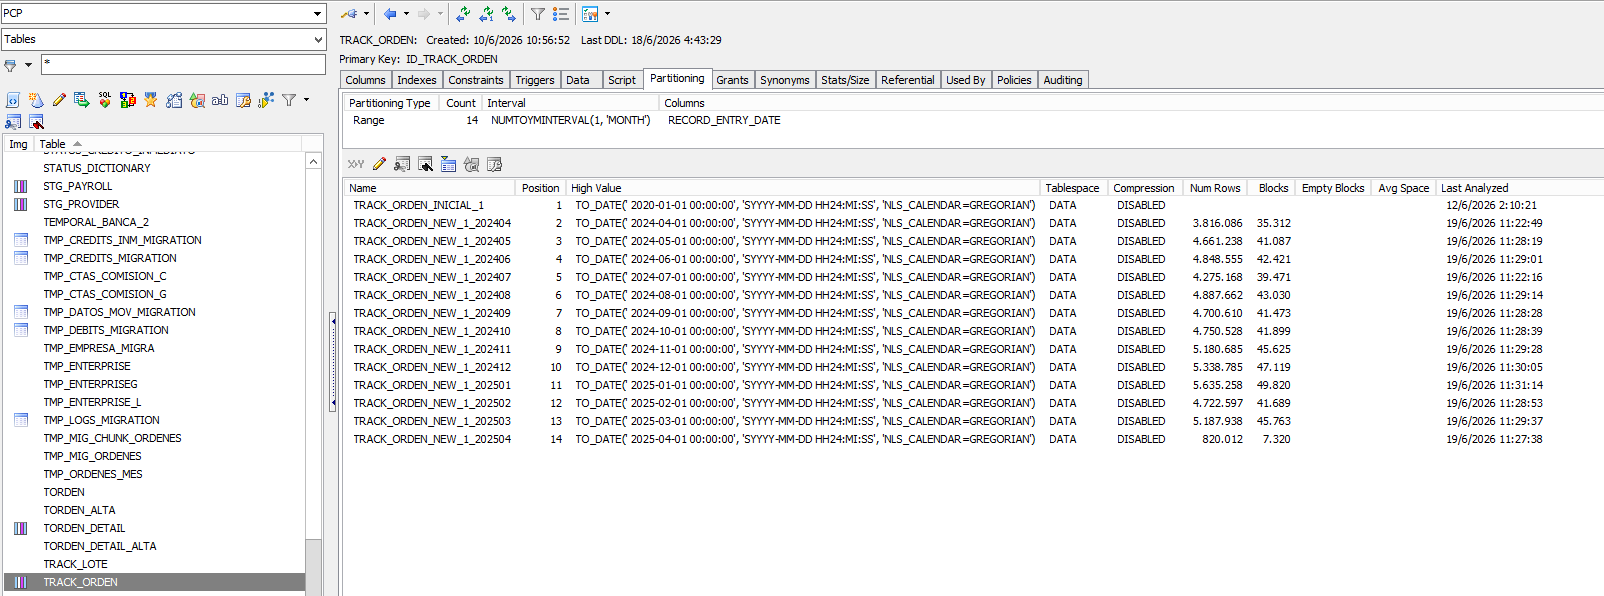 PCP
Tables
*
Img Table
STATUS_CREDITO_INMEDIATO
STATUS_DICTIONARY
STG_PAYROLL
STG_PROVIDER
TEMPORAL_BANCA_2
TMP_CREDITS_INM_MIGRATION
TMP_CREDITS_MIGRATION
TMP_CTAS_COMISION_C
TMP_CTAS_COMISION_G
TMP_DATOS_MOV_MIGRATION
TMP_DEBITS_MIGRATION
TMP_EMPRESA_MIGRA
TMP_ENTERPRISE
TMP_ENTERPRISEG
TMP_ENTERPRISE_L
TMP_LOGS_MIGRATION
TMP_MIG_CHUNK_ORDENES
TMP_MIG_ORDENES
TMP_ORDENES_MES
TORDEN
TORDEN_ALTA
TORDEN_DETAIL
TORDEN_DETAIL_ALTA
TRACK_LOTE
TRACK_ORDEN
TRACK_ORDEN: Created: 10/6/2026 10:56:52 Last DDL: 18/6/2026 4:43:29
Primary Key: ID_TRACK_ORDEN
Columns Indexes Constraints Triggers Data Script Partitioning Grants Synonyms Stats/Size Referential Used By Policies Auditing
Partitioning Type Count Interval Columns
Range 14 NUMTOYMINTERVAL(1, 'MONTH') RECORD_ENTRY_DATE
Name Position High Value Tablespace Compression Num Rows Blocks Empty Blocks Avg Space Last Analyzed
TRACK_ORDEN_INICIAL_1 1 TO_DATE(' 2020-01-01 00:00:00', 'SYYYY-MM-DD HH24:MI:SS', 'NLS_CALENDAR=GREGORIAN') DATA DISABLED 12/6/2026 2:10:21
TRACK_ORDEN_NEW_1_202404 2 TO_DATE(' 2024-04-01 00:00:00', 'SYYYY-MM-DD HH24:MI:SS', 'NLS_CALENDAR=GREGORIAN') DATA DISABLED 3.816.086 35.312 19/6/2026 11:22:49
TRACK_ORDEN_NEW_1_202405 3 TO_DATE(' 2024-05-01 00:00:00', 'SYYYY-MM-DD HH24:MI:SS', 'NLS_CALENDAR=GREGORIAN') DATA DISABLED 4.661.238 41.087 19/6/2026 11:28:19
TRACK_ORDEN_NEW_1_202406 4 TO_DATE(' 2024-06-01 00:00:00', 'SYYYY-MM-DD HH24:MI:SS', 'NLS_CALENDAR=GREGORIAN') DATA DISABLED 4.848.555 42.421 19/6/2026 11:29:01
TRACK_ORDEN_NEW_1_202407 5 TO_DATE(' 2024-07-01 00:00:00', 'SYYYY-MM-DD HH24:MI:SS', 'NLS_CALENDAR=GREGORIAN') DATA DISABLED 4.275.168 39.471 19/6/2026 11:22:16
TRACK_ORDEN_NEW_1_202408 6 TO_DATE(' 2024-08-01 00:00:00', 'SYYYY-MM-DD HH24:MI:SS', 'NLS_CALENDAR=GREGORIAN') DATA DISABLED 4.887.662 43.030 19/6/2026 11:29:14
TRACK_ORDEN_NEW_1_202409 7 TO_DATE(' 2024-09-01 00:00:00', 'SYYYY-MM-DD HH24:MI:SS', 'NLS_CALENDAR=GREGORIAN') DATA DISABLED 4.700.610 41.473 19/6/2026 11:28:28
TRACK_ORDEN_NEW_1_202410 8 TO_DATE(' 2024-10-01 00:00:00', 'SYYYY-MM-DD HH24:MI:SS', 'NLS_CALENDAR=GREGORIAN') DATA DISABLED 4.750.528 41.899 19/6/2026 11:28:39
TRACK_ORDEN_NEW_1_202411 9 TO_DATE(' 2024-11-01 00:00:00', 'SYYYY-MM-DD HH24:MI:SS', 'NLS_CALENDAR=GREGORIAN') DATA DISABLED 5.180.685 45.625 19/6/2026 11:29:28
TRACK_ORDEN_NEW_1_202412 10 TO_DATE(' 2024-12-01 00:00:00', 'SYYYY-MM-DD HH24:MI:SS', 'NLS_CALENDAR=GREGORIAN') DATA DISABLED 5.338.785 47.119 19/6/2026 11:30:05
TRACK_ORDEN_NEW_1_202501 11 TO_DATE(' 2025-01-01 00:00:00', 'SYYYY-MM-DD HH24:MI:SS', 'NLS_CALENDAR=GREGORIAN') DATA DISABLED 5.635.258 49.820 19/6/2026 11:31:14
TRACK_ORDEN_NEW_1_202502 12 TO_DATE(' 2025-02-01 00:00:00', 'SYYYY-MM-DD HH24:MI:SS', 'NLS_CALENDAR=GREGORIAN') DATA DISABLED 4.722.597 41.689 19/6/2026 11:28:53
TRACK_ORDEN_NEW_1_202503 13 TO_DATE(' 2025-03-01 00:00:00', 'SYYYY-MM-DD HH24:MI:SS', 'NLS_CALENDAR=GREGORIAN') DATA DISABLED 5.187.938 45.763 19/6/2026 11:29:37
TRACK_ORDEN_NEW_1_202504 14 TO_DATE(' 2025-04-01 00:00:00', 'SYYYY-MM-DD HH24:MI:SS', 'NLS_CALENDAR=GREGORIAN') DATA DISABLED 820.012 7.320 19/6/2026 11:27:38